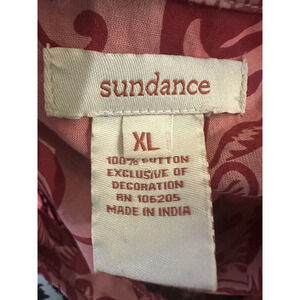 sundance
XL
100% COTTON
EXCLUSIVE OF
DECORATION
RN 106205
MADE IN INDIA